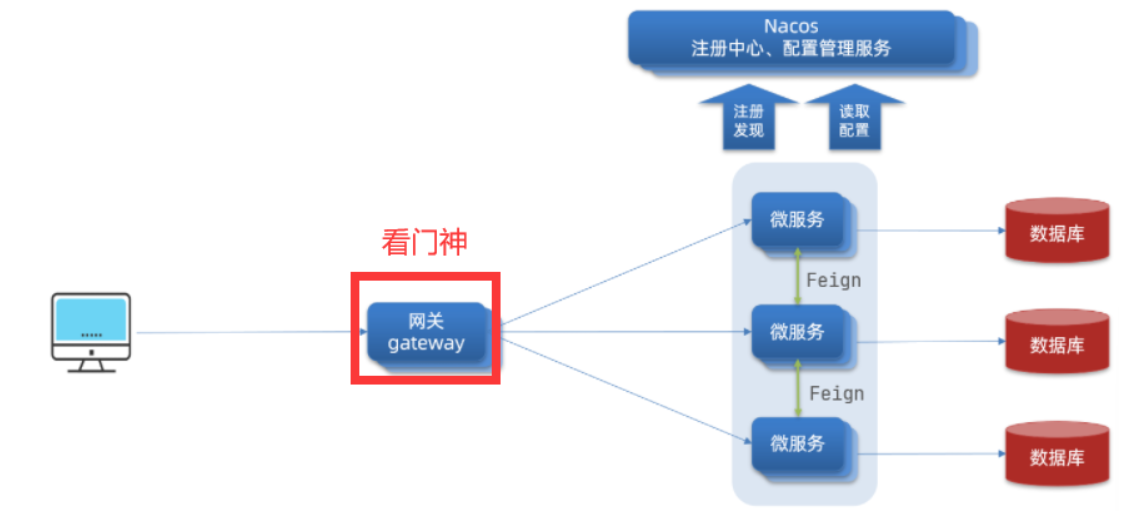 Nacos
注册中心、配置管理服务
注册
发现
读取
配置
看门神
网关
gateway
微服务
数据库
Feign
微服务
数据库
Feign
微服务
数据库